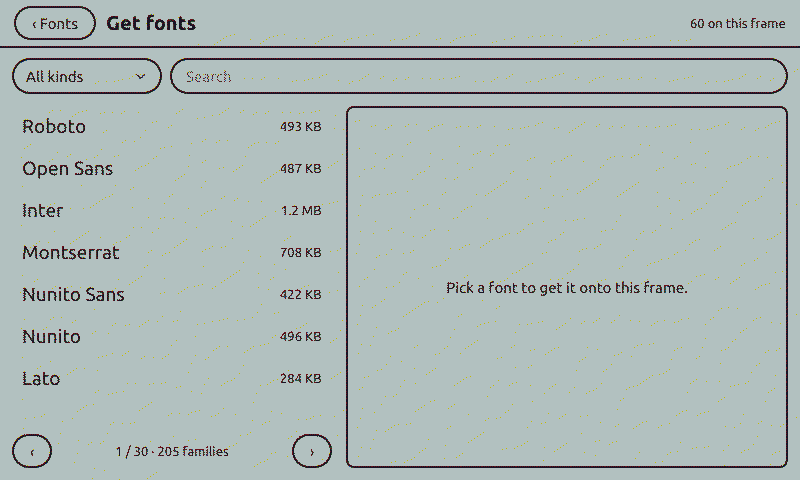 ‹ Fonts
Get fonts
60 on this frame
All kinds
Search
Roboto 493 KB
Open Sans 487 KB
Inter 1.2 MB
Montserrat 708 KB
Nunito Sans 422 KB
Nunito 496 KB
Lato 284 KB
Pick a font to get it onto this frame.
‹ 1 / 30 · 205 families ›